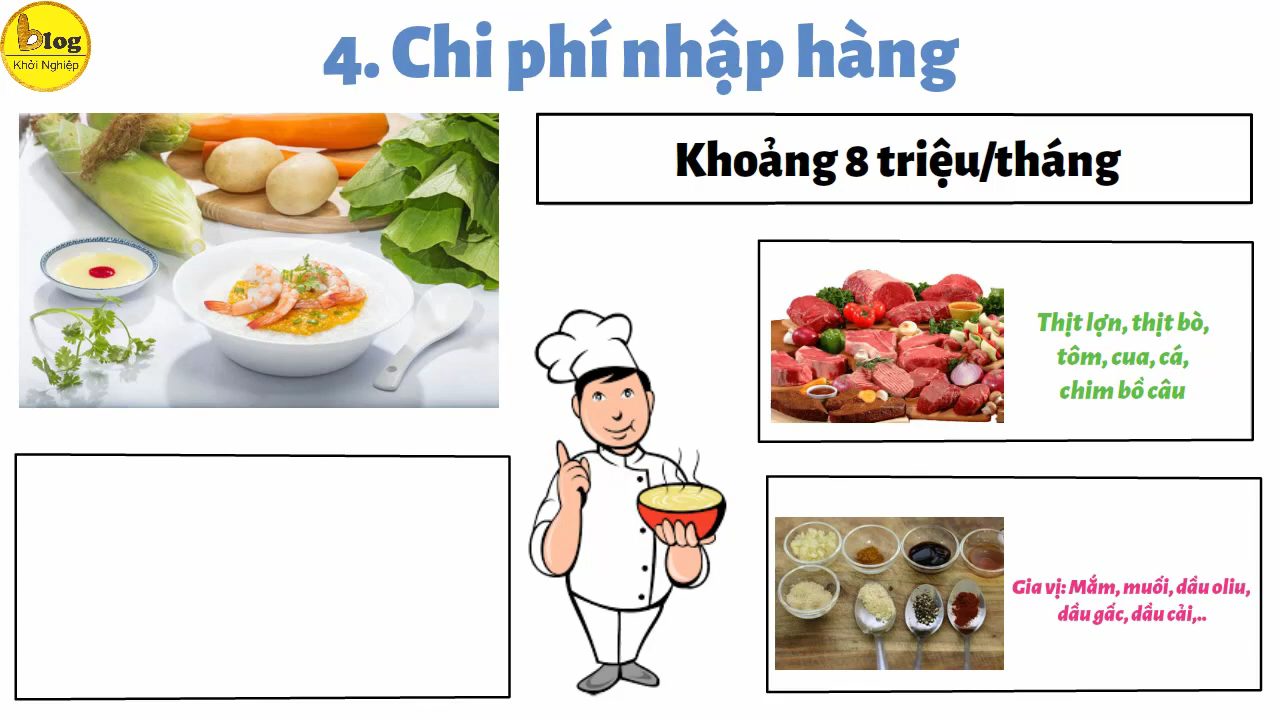 blog
Khởi Nghiệp
4. Chi phí nhập hàng
Khoảng 8 triệu/tháng
Thịt lợn, thịt bò,
tôm, cua, cá,
chim bồ câu
Gia vị: Mắm, muối, dầu oliu,
dầu gấc, dầu cải,..